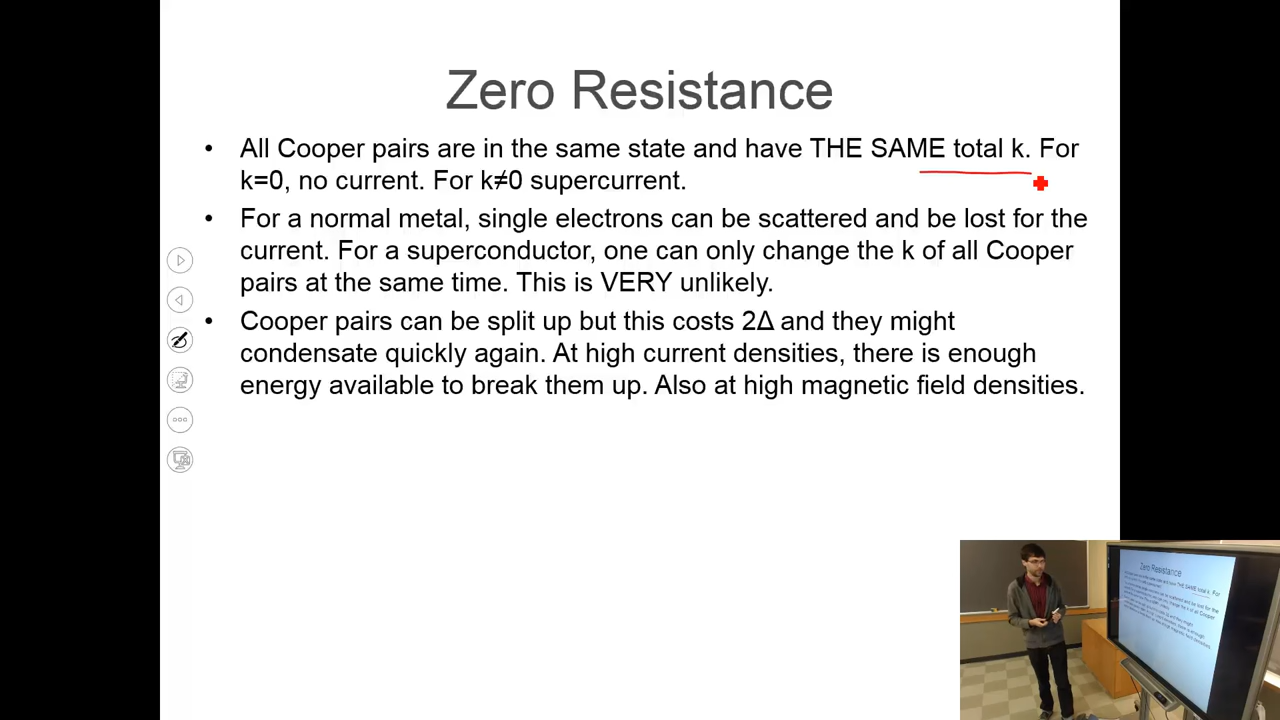 Zero Resistance
• All Cooper pairs are in the same state and have THE SAME total k. For
k=0, no current. For k≠0 supercurrent.
• For a normal metal, single electrons can be scattered and be lost for the
current. For a superconductor, one can only change the k of all Cooper
pairs at the same time. This is VERY unlikely.
• Cooper pairs can be split up but this costs 2Δ and they might
condensate quickly again. At high current densities, there is enough
energy available to break them up. Also at high magnetic field densities.
Zero Resistance